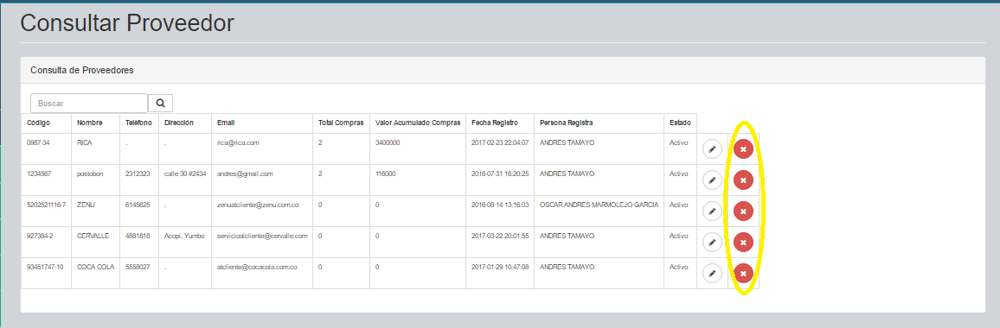 Consultar Proveedor
Consulta de Proveedores
Buscar
Código Nombre Teléfono Dirección Email Total Compras Valor Acumulado Compras Fecha Registro Persona Registra Estado
0987-34 RICA . . rica@rica.com 2 3400000 2017-02-23 22:04:07 ANDRES TAMAYO Activo
1234567 postobon 2312323 calle 30 #2434 andres@gmail.com 2 116000 2016-07-31 16:20:25 ANDRES TAMAYO Activo
5202521116-7 ZENU 6145625 . zenuatcliente@zenu.com.co 0 0 2016-08-14 13:16:03 OSCAR ANDRES MARMOLEJO GARCIA Activo
927384-2 CERVALLE 4881818 Acopi, Yumbo servicioalcliente@cervalle.com 0 0 2017-03-22 20:01:55 ANDRES TAMAYO Activo
93451747-10 COCA COLA 5558027 . atcliente@cocacola.com.co 0 0 2017-01-29 10:47:08 ANDRES TAMAYO Activo